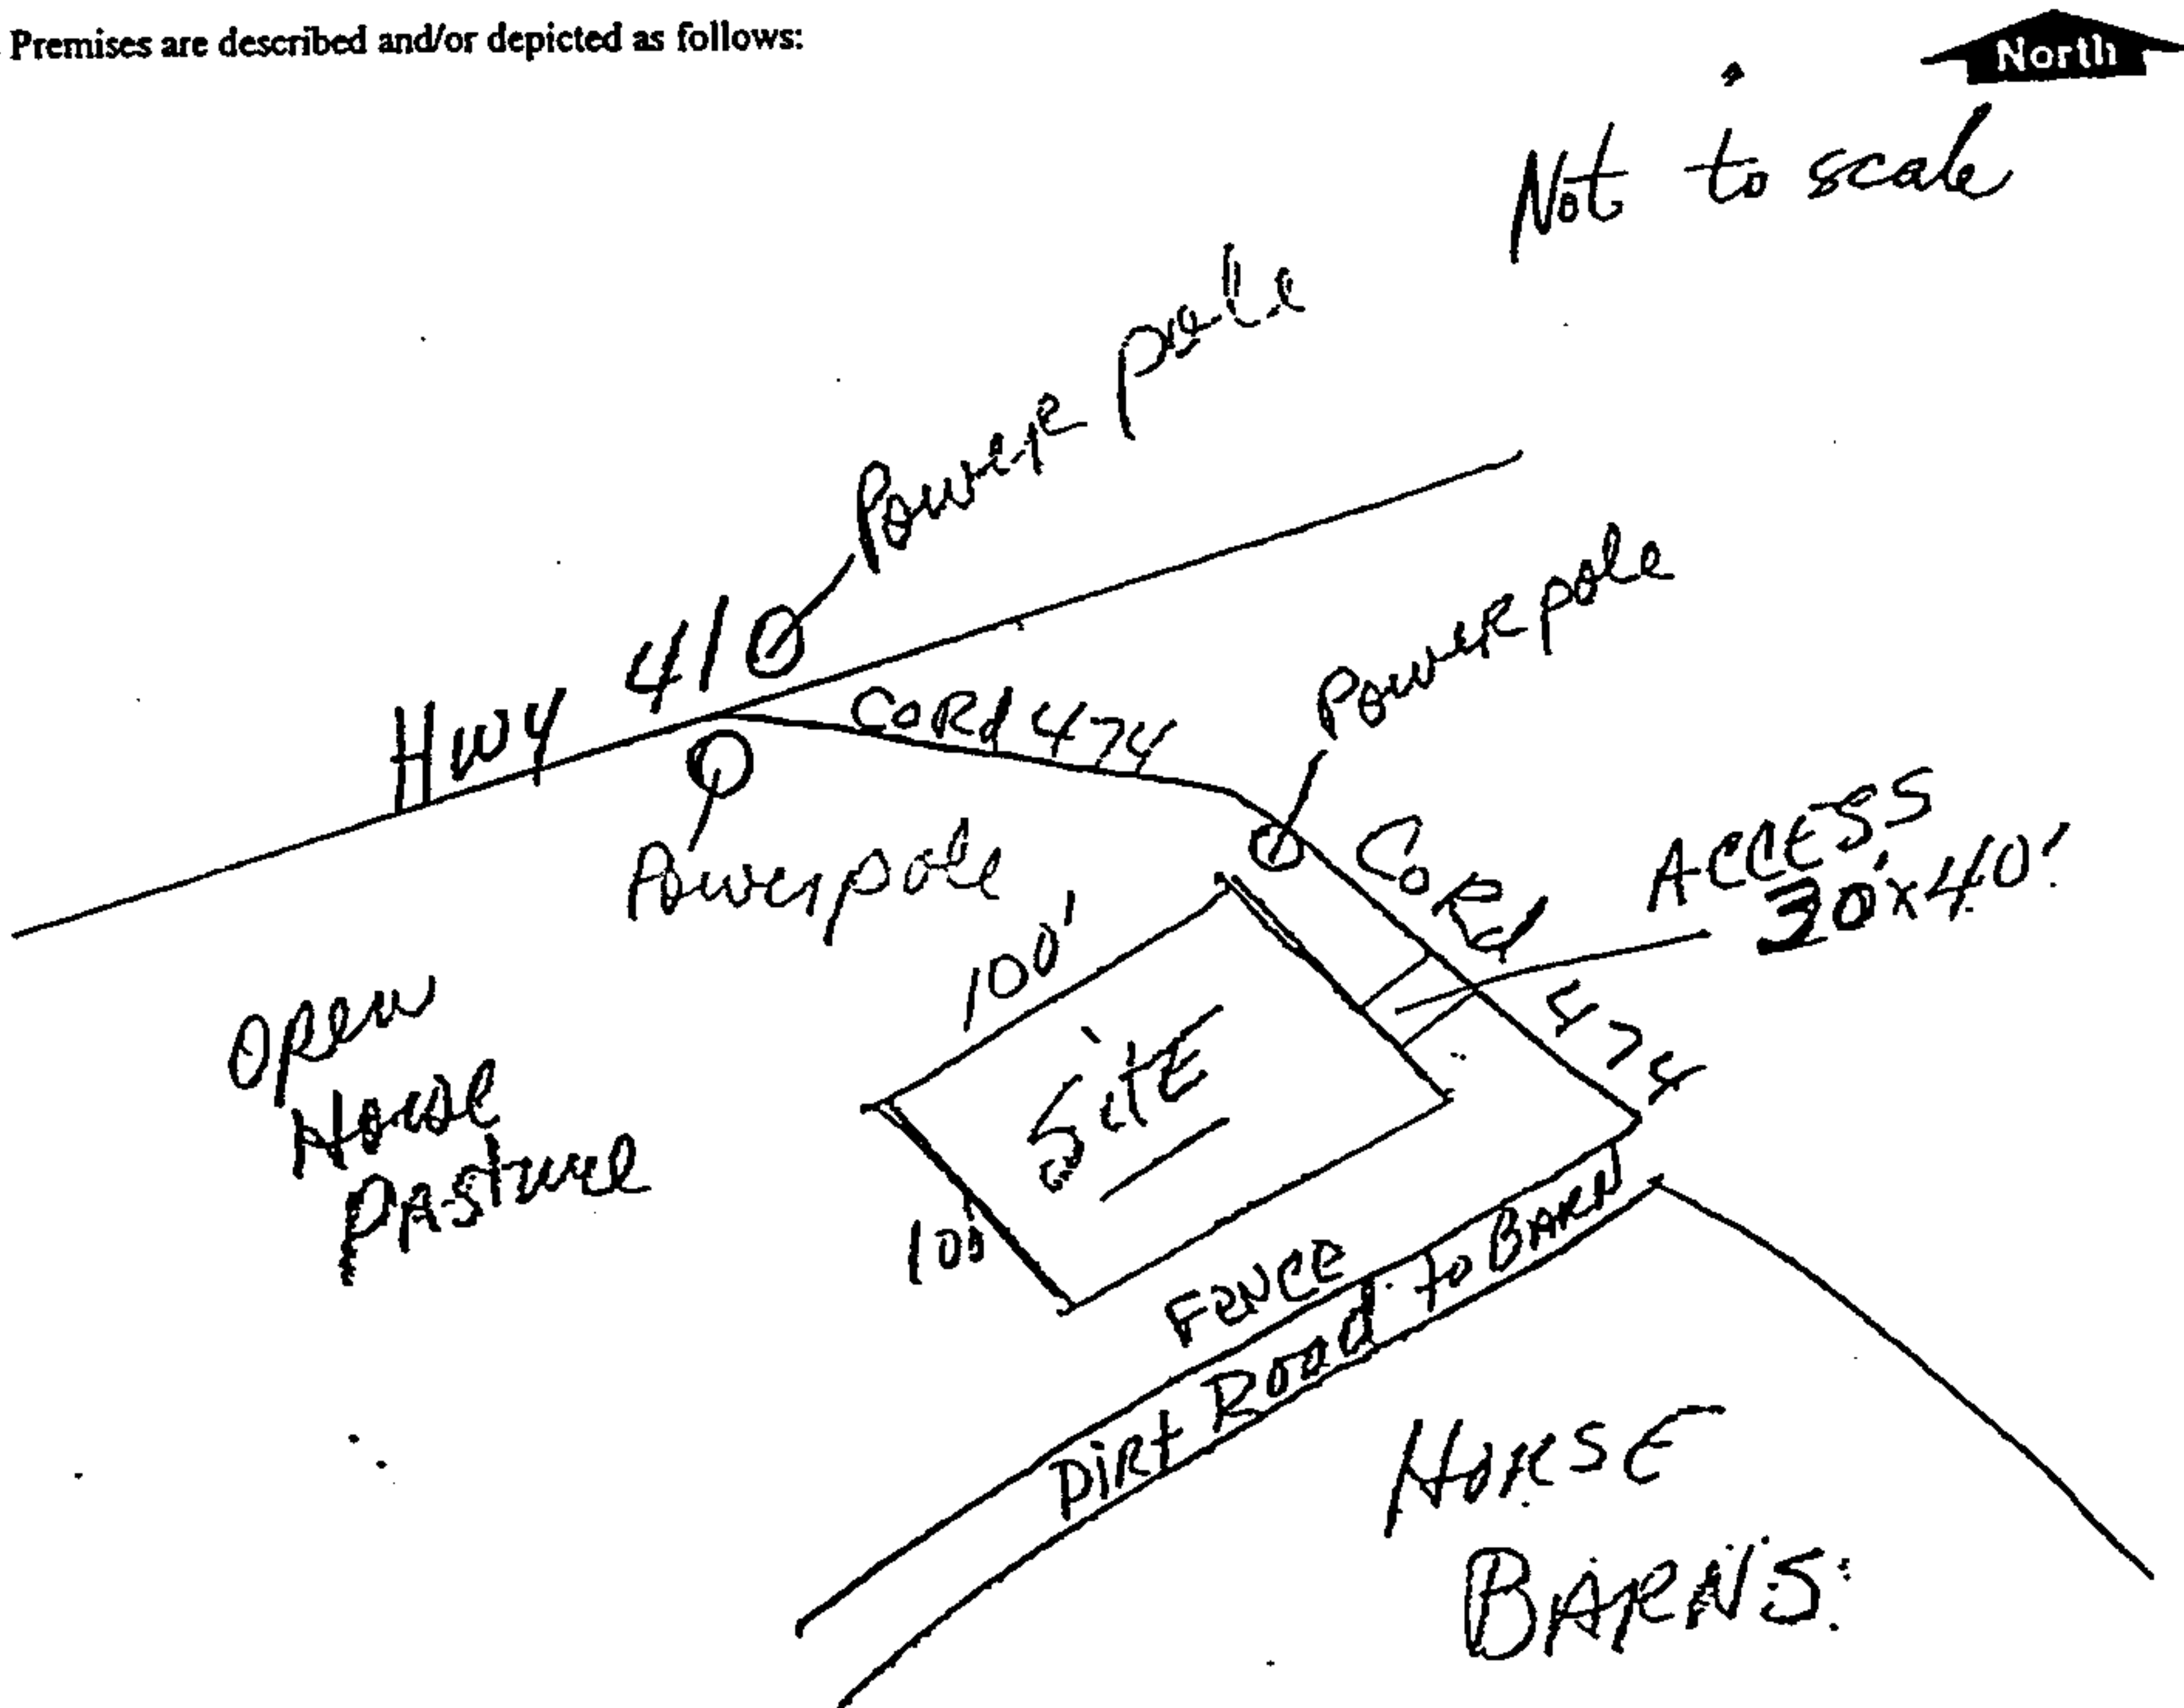 Premises are described and/or depicted as follows:
North
Not to scale
Power pole
Power pole
HWY 410
CoRd 474
Power pole
ACCESS
30'x40'
CoRd 474
100'
Open
Horse
PASTURE
SitE
100'
FENCE
DiRt Road to BARN
HORSE
BARNS